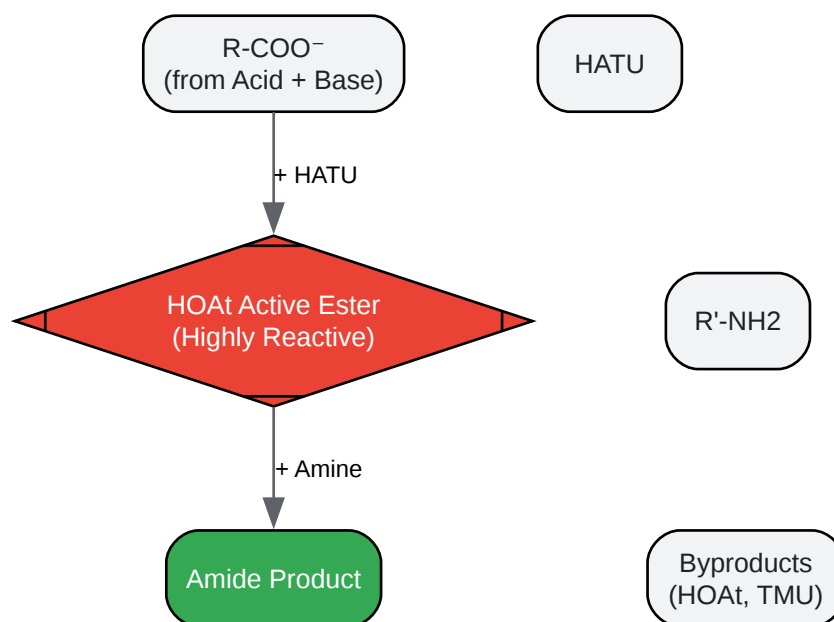 R-COO⁻
(from Acid + Base)
HATU
+ HATU
HOAt Active Ester
(Highly Reactive)
R'-NH2
+ Amine
Amide Product
Byproducts
(HOAt, TMU)